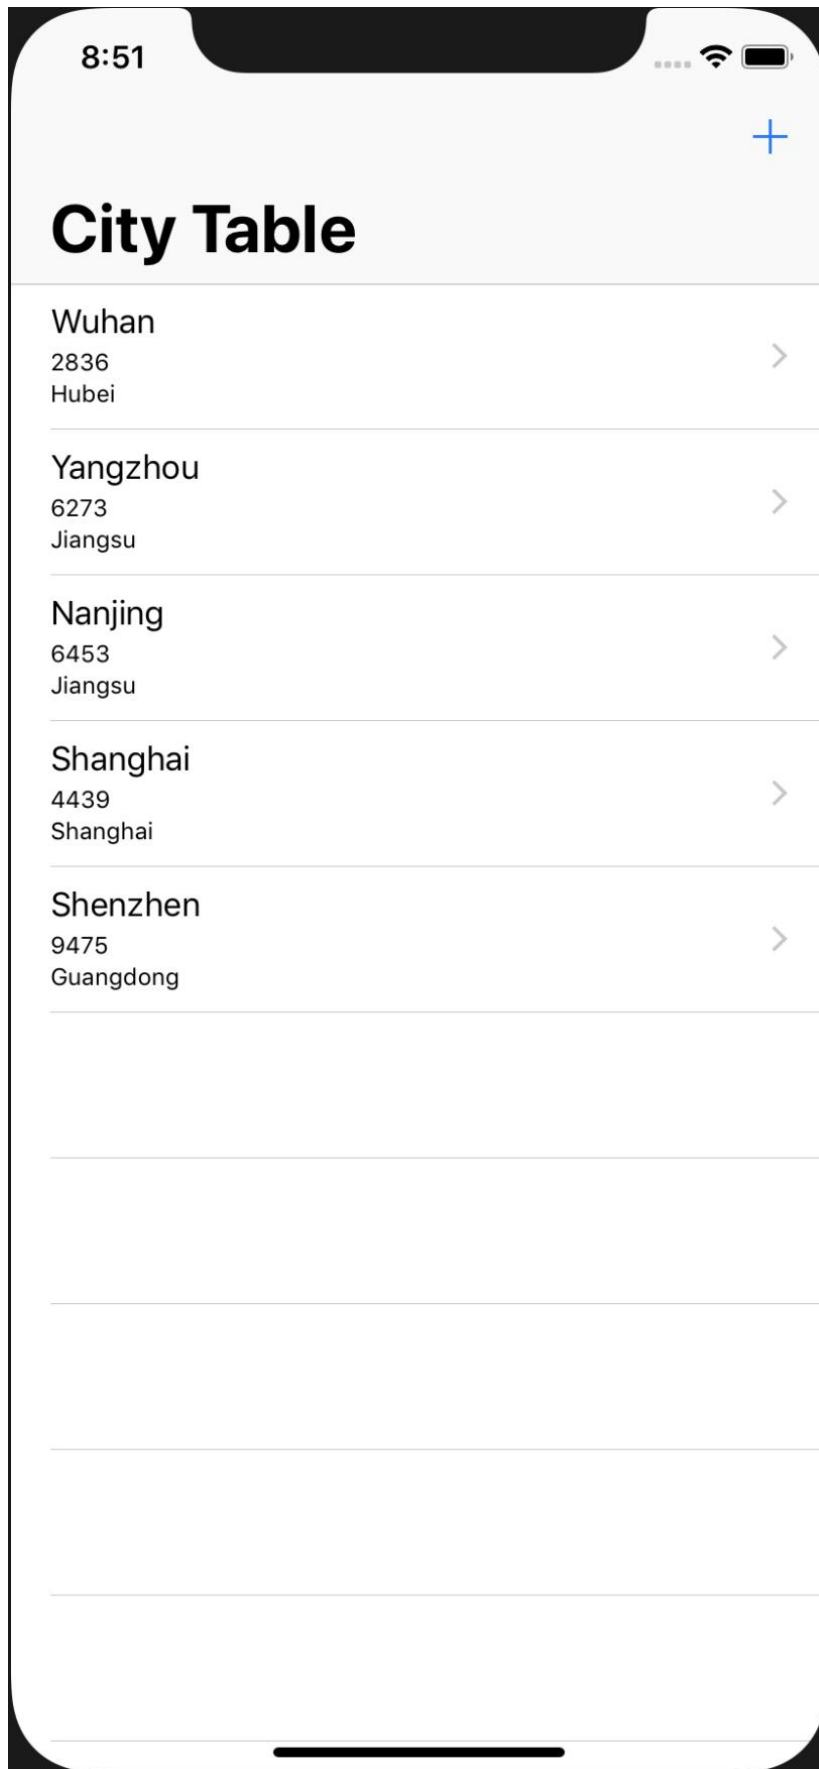 8:51
City Table
Wuhan
2836
Hubei
Yangzhou
6273
Jiangsu
Nanjing
6453
Jiangsu
Shanghai
4439
Shanghai
Shenzhen
9475
Guangdong